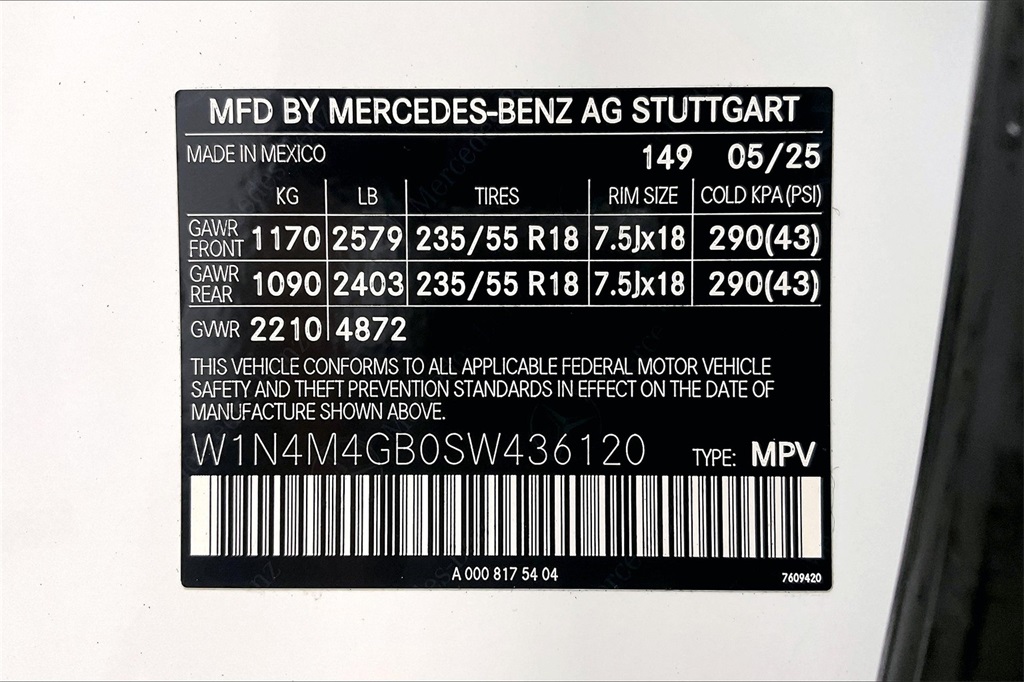 MFD BY MERCEDES-BENZ AG STUTTGART
MADE IN MEXICO 149 05/25
KG LB TIRES RIM SIZE COLD KPA (PSI)
GAWR FRONT 1170 2579 235/55 R18 7.5Jx18 290(43)
GAWR REAR 1090 2403 235/55 R18 7.5Jx18 290(43)
GVWR 2210 4872
THIS VEHICLE CONFORMS TO ALL APPLICABLE FEDERAL MOTOR VEHICLE
SAFETY AND THEFT PREVENTION STANDARDS IN EFFECT ON THE DATE OF
MANUFACTURE SHOWN ABOVE.
W1N4M4GB0SW436120 TYPE: MPV
A 000 817 54 04 7609420